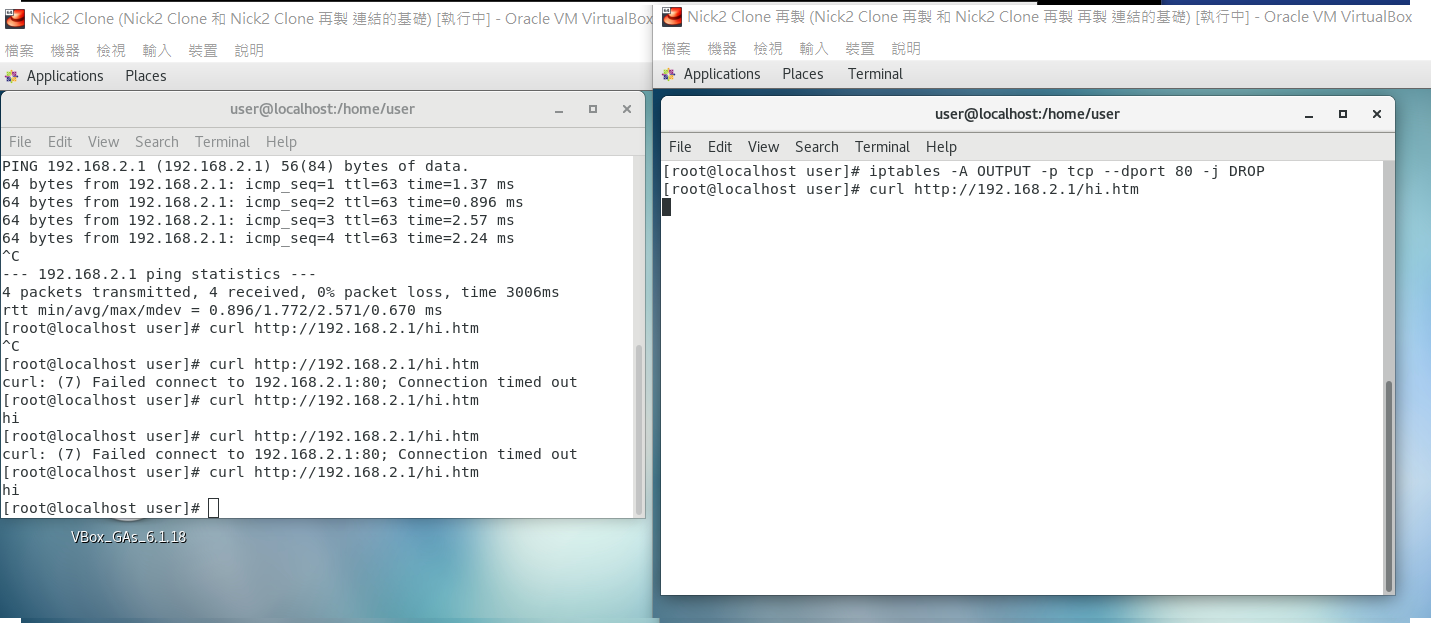 Nick2 Clone (Nick2 Clone 和 Nick2 Clone 再製 連結的基礎) [執行中] - Oracle VM VirtualBox
檔案 機器 檢視 輸入 裝置 說明
Applications Places
user@localhost:/home/user
File Edit View Search Terminal Help
PING 192.168.2.1 (192.168.2.1) 56(84) bytes of data.
64 bytes from 192.168.2.1: icmp_seq=1 ttl=63 time=1.37 ms
64 bytes from 192.168.2.1: icmp_seq=2 ttl=63 time=0.896 ms
64 bytes from 192.168.2.1: icmp_seq=3 ttl=63 time=2.57 ms
64 bytes from 192.168.2.1: icmp_seq=4 ttl=63 time=2.24 ms
^C
--- 192.168.2.1 ping statistics ---
4 packets transmitted, 4 received, 0% packet loss, time 3006ms
rtt min/avg/max/mdev = 0.896/1.772/2.571/0.670 ms
[root@localhost user]# curl http://192.168.2.1/hi.htm
^C
[root@localhost user]# curl http://192.168.2.1/hi.htm
curl: (7) Failed connect to 192.168.2.1:80; Connection timed out
[root@localhost user]# curl http://192.168.2.1/hi.htm
hi
[root@localhost user]# curl http://192.168.2.1/hi.htm
curl: (7) Failed connect to 192.168.2.1:80; Connection timed out
[root@localhost user]# curl http://192.168.2.1/hi.htm
hi
[root@localhost user]#
VBox_GAs_6.1.18
Nick2 Clone 再製 (Nick2 Clone 再製 和 Nick2 Clone 再製 再製 連結的基礎) [執行中] - Oracle VM VirtualBox
檔案 機器 檢視 輸入 裝置 說明
Applications Places Terminal
user@localhost:/home/user
File Edit View Search Terminal Help
[root@localhost user]# iptables -A OUTPUT -p tcp --dport 80 -j DROP
[root@localhost user]# curl http://192.168.2.1/hi.htm